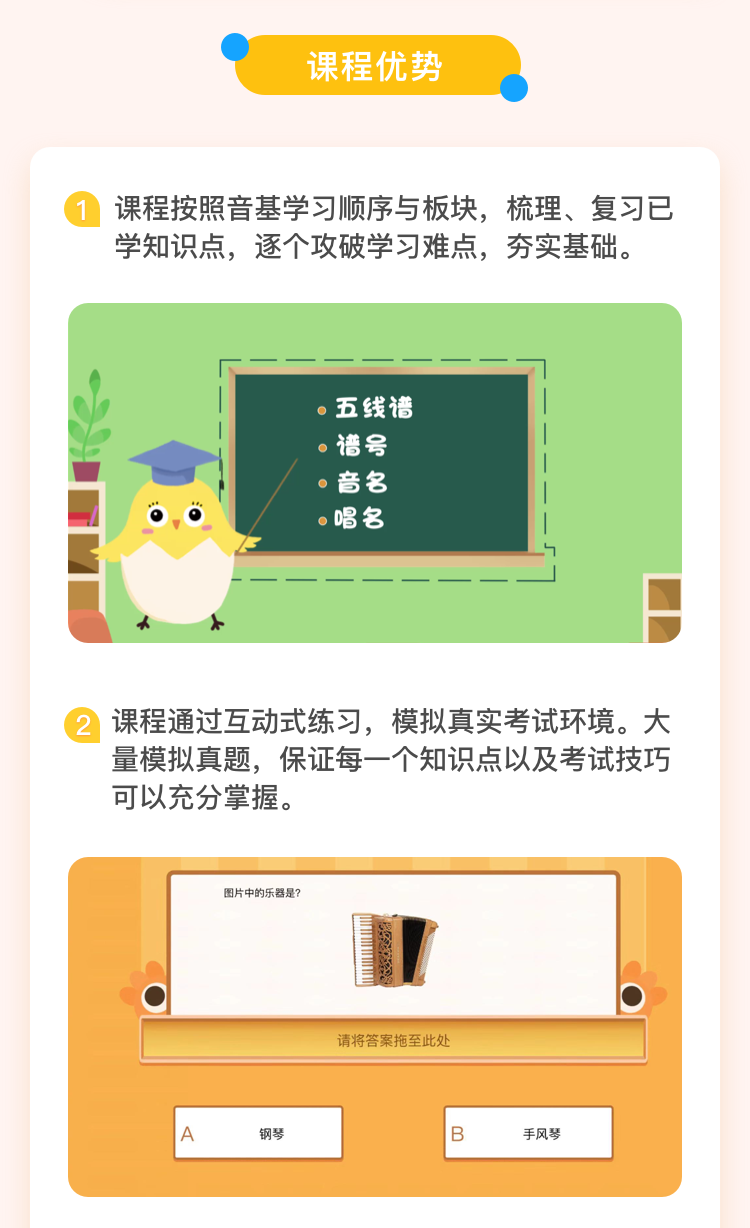 课程优势
1 课程按照音基学习顺序与板块，梳理、复习已
学知识点，逐个攻破学习难点，夯实基础。
五线谱
谱号
音名
唱名
2 课程通过互动式练习，模拟真实考试环境。大
量模拟真题，保证每一个知识点以及考试技巧
可以充分掌握。
图片中的乐器是?
请将答案拖至此处
A 钢琴
B 手风琴